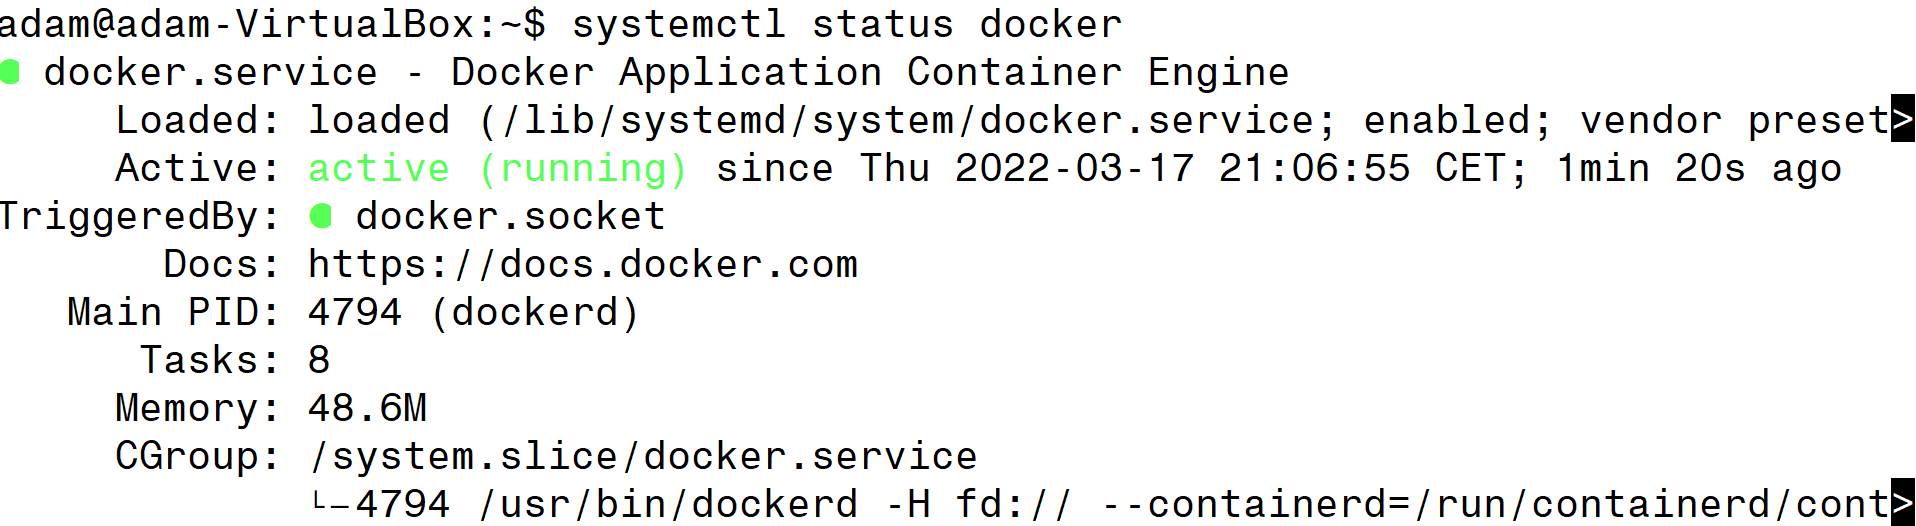 adam@adam-VirtualBox:~$ systemctl status docker
● docker.service - Docker Application Container Engine
     Loaded: loaded (/lib/systemd/system/docker.service; enabled; vendor preset>
     Active: active (running) since Thu 2022-03-17 21:06:55 CET; 1min 20s ago
TriggeredBy: ● docker.socket
       Docs: https://docs.docker.com
   Main PID: 4794 (dockerd)
      Tasks: 8
     Memory: 48.6M
     CGroup: /system.slice/docker.service
             └─4794 /usr/bin/dockerd -H fd:// --containerd=/run/containerd/cont>